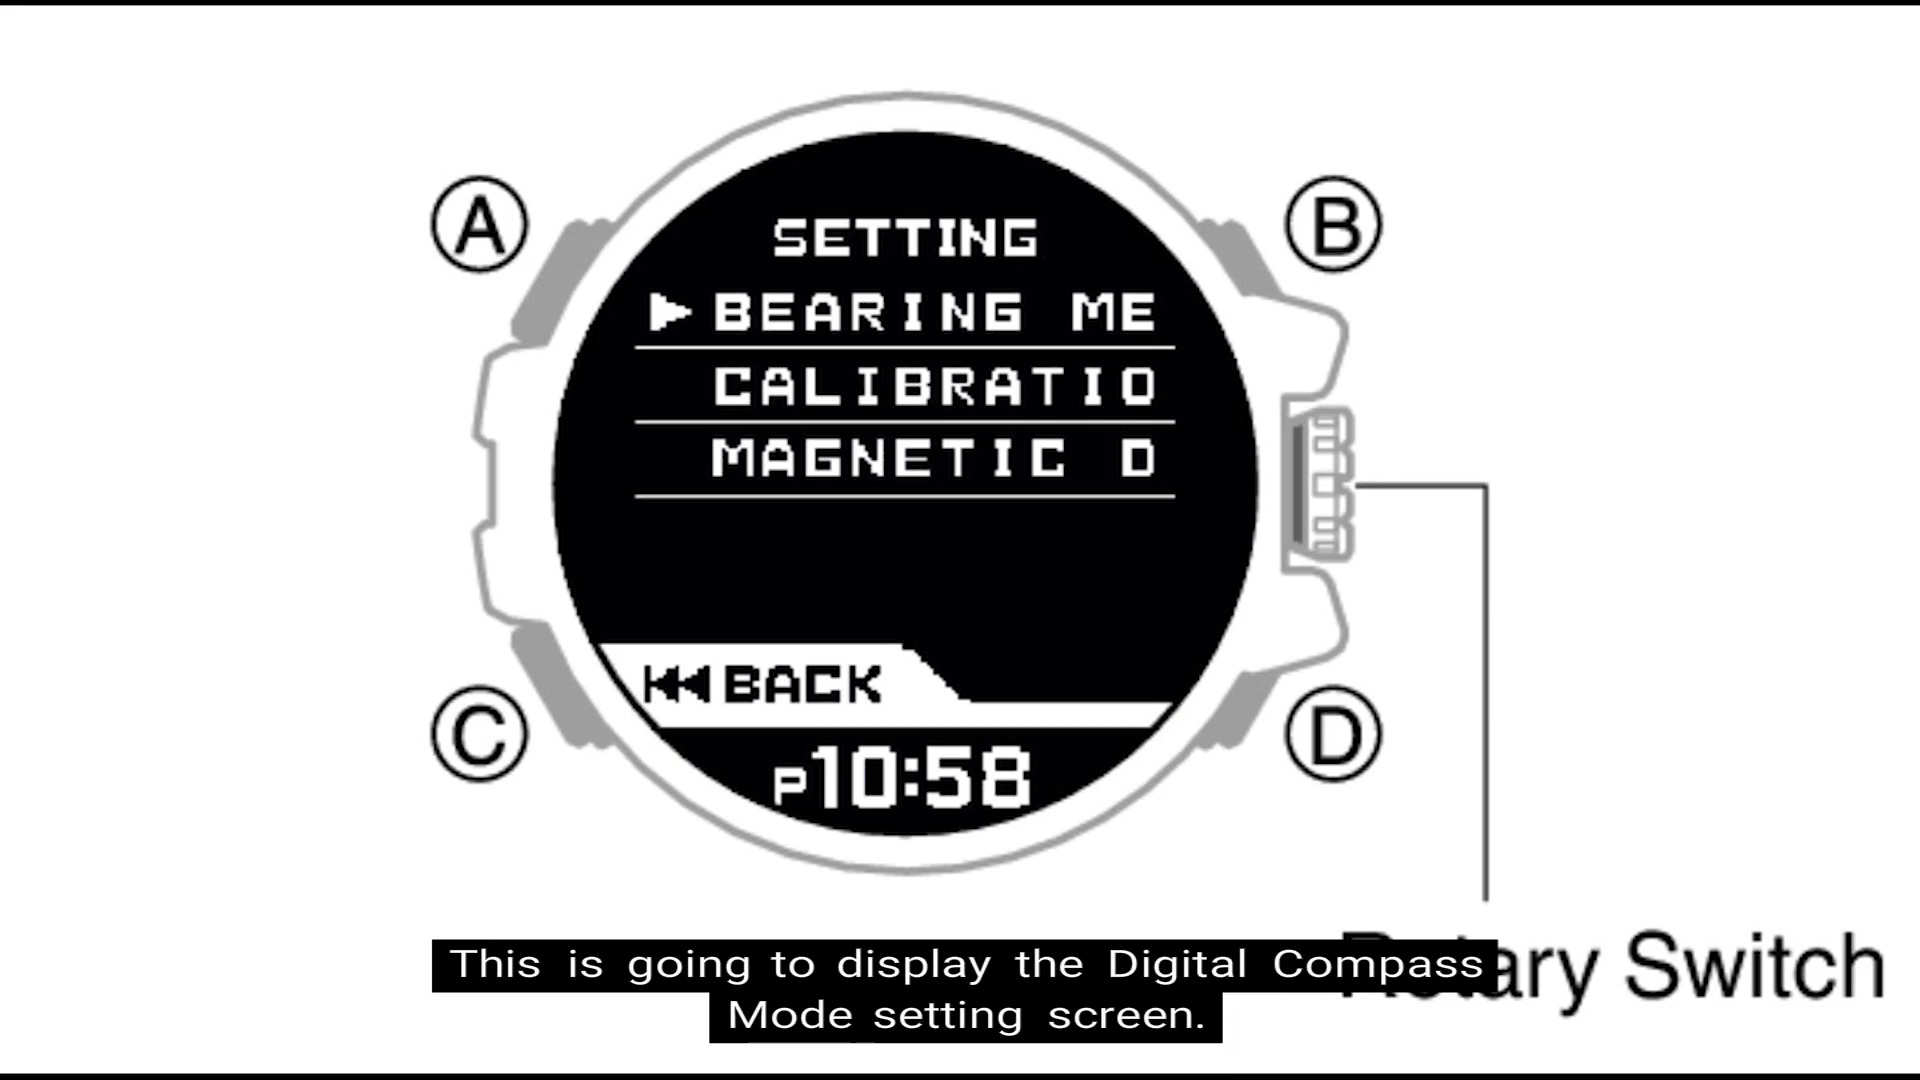 A
B
SETTING
▶ BEARING ME
CALIBRATIO
MAGNETIC D
BACK
C
D
P10:58
Rotary Switch
This is going to display the Digital Compass
Mode setting screen.